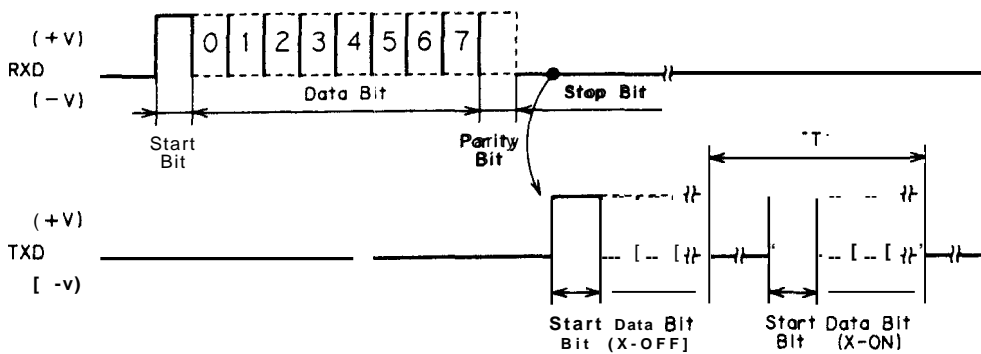 (+V)
RXD
(-V)
0 1 2 3 4 5 6 7
Data Bit
Stop Bit
Start
Bit
Parity
Bit
"T"
(+V)
TXD
[ -v)
Start
Bit
Data Bit
(X-OFF]
Start
Bit
Data Bit
(X-ON)